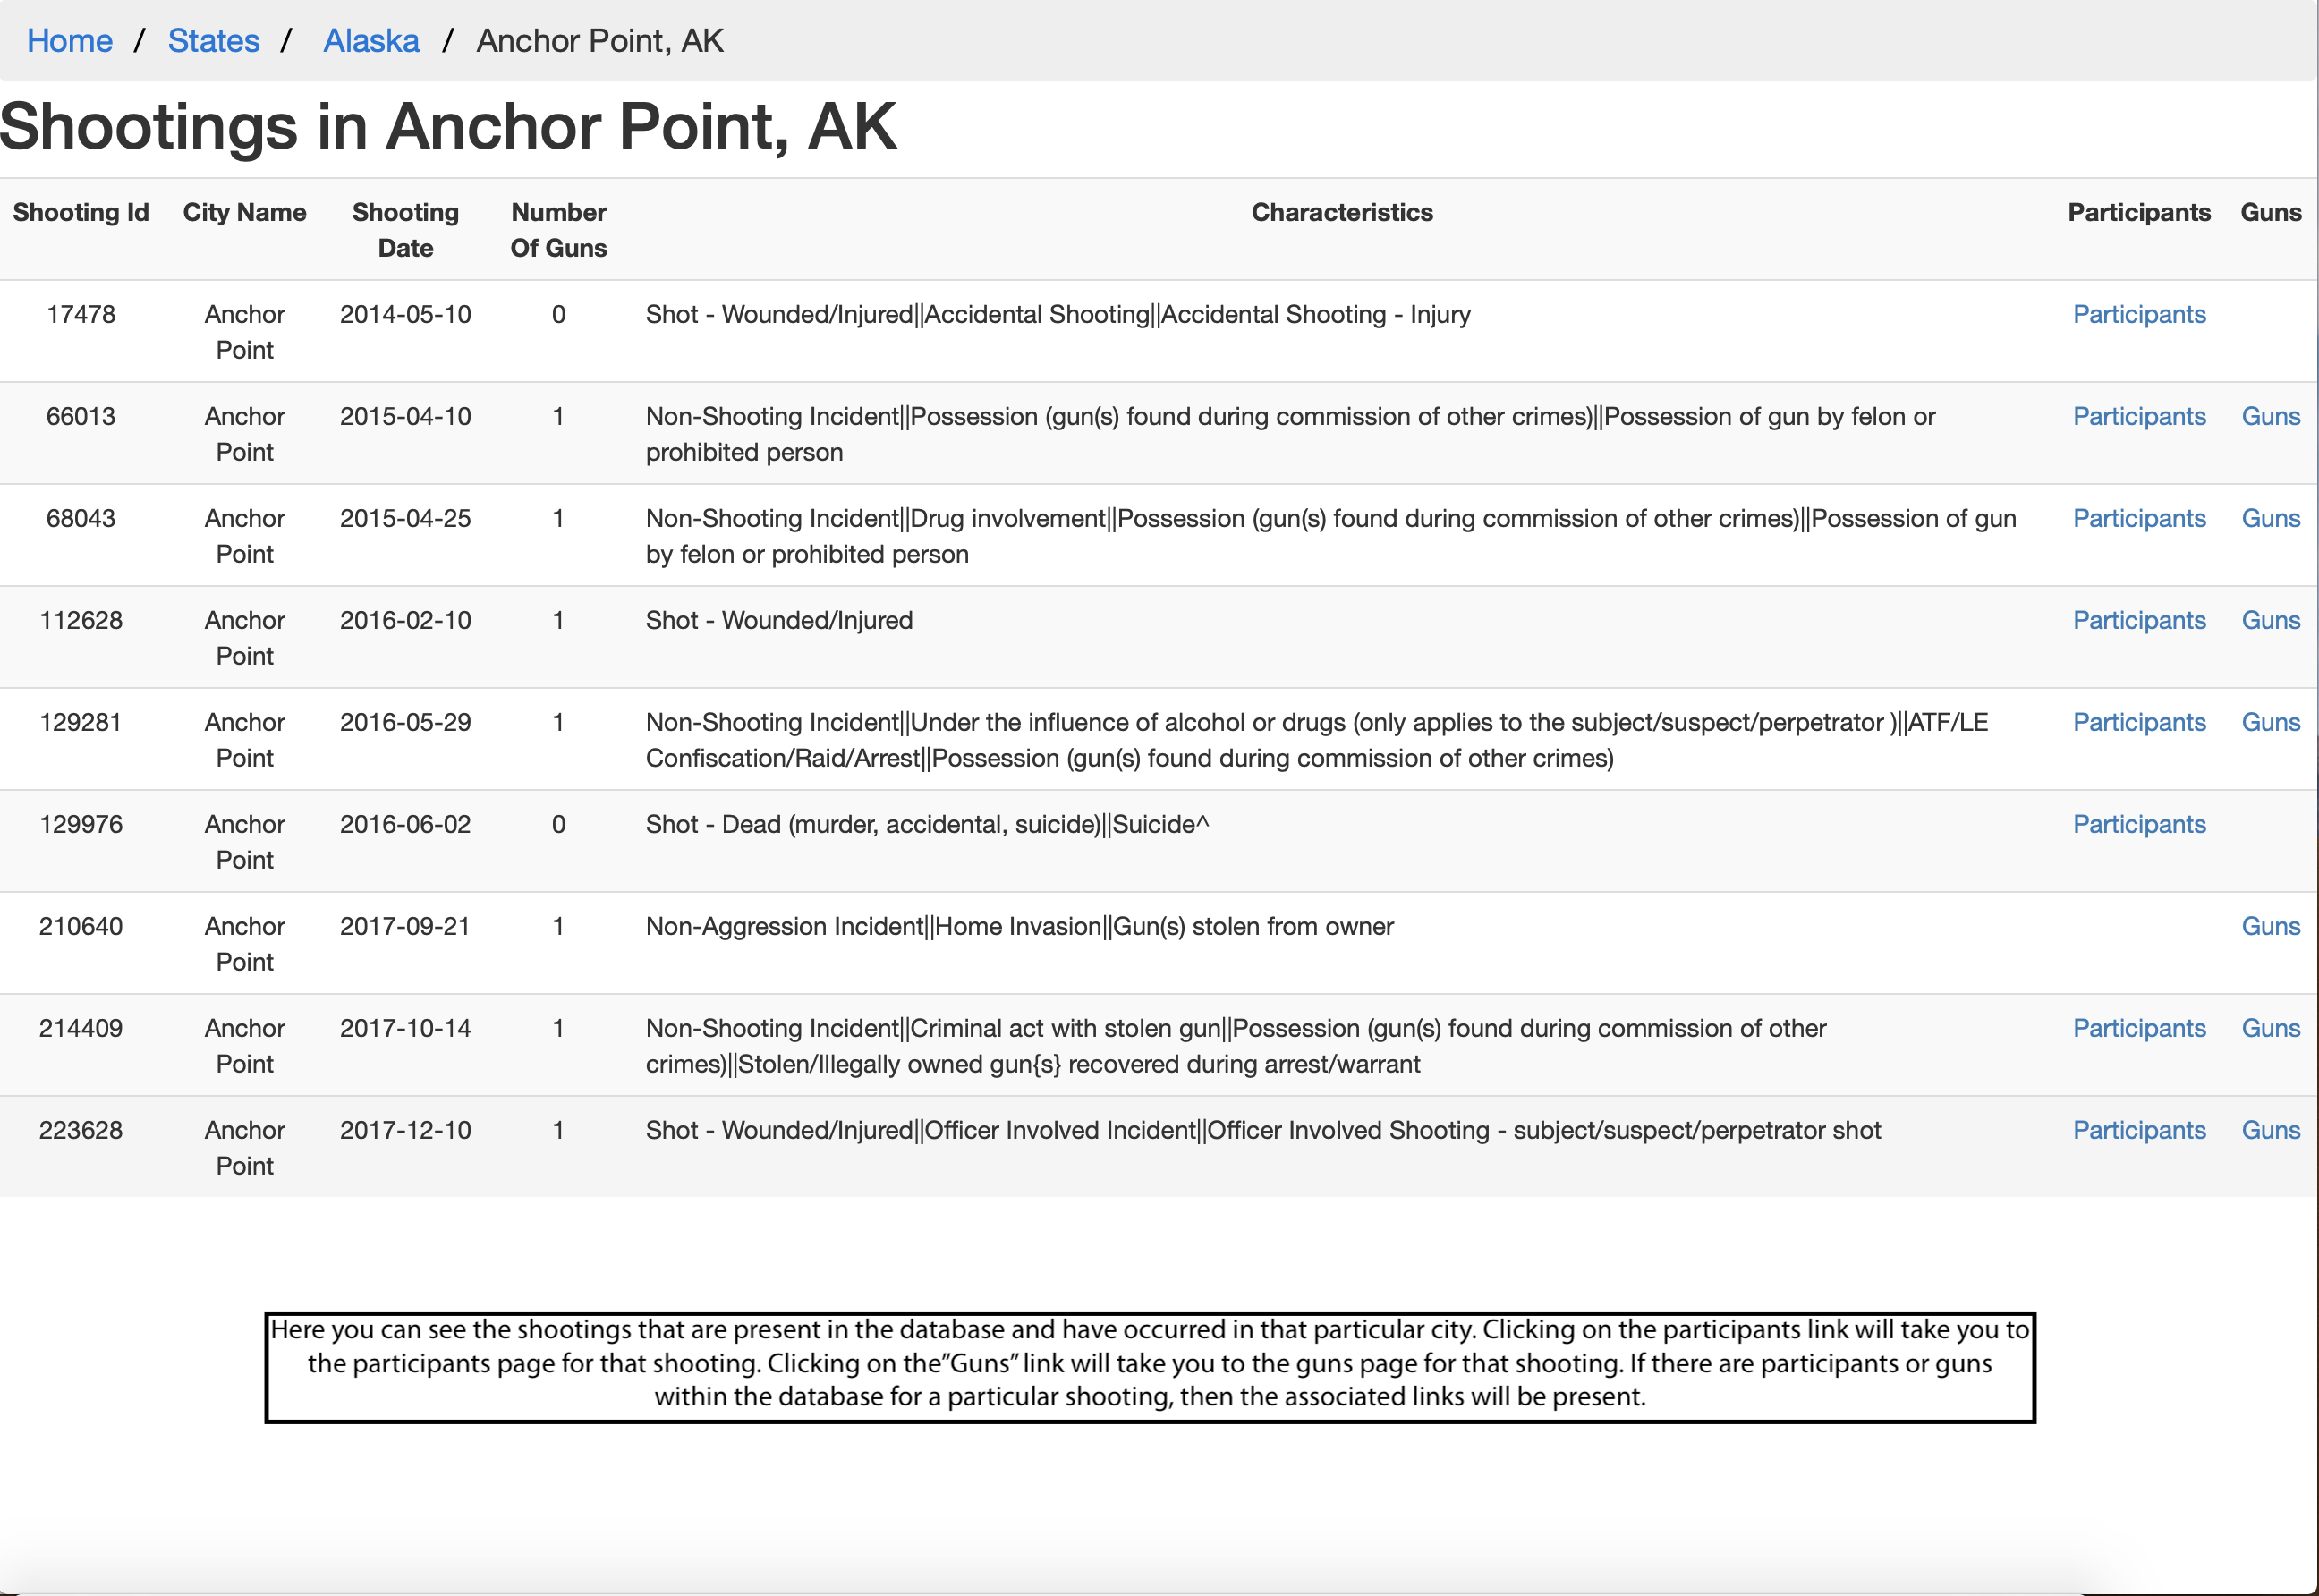 Home / States / Alaska / Anchor Point, AK
Shootings in Anchor Point, AK
Shooting Id City Name Shooting Date Number Of Guns Characteristics Participants Guns
17478 Anchor Point 2014-05-10 0 Shot - Wounded/Injured||Accidental Shooting||Accidental Shooting - Injury Participants
66013 Anchor Point 2015-04-10 1 Non-Shooting Incident||Possession (gun(s) found during commission of other crimes)||Possession of gun by felon or prohibited person Participants Guns
68043 Anchor Point 2015-04-25 1 Non-Shooting Incident||Drug involvement||Possession (gun(s) found during commission of other crimes)||Possession of gun by felon or prohibited person Participants Guns
112628 Anchor Point 2016-02-10 1 Shot - Wounded/Injured Participants Guns
129281 Anchor Point 2016-05-29 1 Non-Shooting Incident||Under the influence of alcohol or drugs (only applies to the subject/suspect/perpetrator )||ATF/LE Confiscation/Raid/Arrest||Possession (gun(s) found during commission of other crimes) Participants Guns
129976 Anchor Point 2016-06-02 0 Shot - Dead (murder, accidental, suicide)||Suicide^ Participants
210640 Anchor Point 2017-09-21 1 Non-Aggression Incident||Home Invasion||Gun(s) stolen from owner Guns
214409 Anchor Point 2017-10-14 1 Non-Shooting Incident||Criminal act with stolen gun||Possession (gun(s) found during commission of other crimes)||Stolen/Illegally owned gun{s} recovered during arrest/warrant Participants Guns
223628 Anchor Point 2017-12-10 1 Shot - Wounded/Injured||Officer Involved Incident||Officer Involved Shooting - subject/suspect/perpetrator shot Participants Guns
Here you can see the shootings that are present in the database and have occurred in that particular city. Clicking on the participants link will take you to
the participants page for that shooting. Clicking on the”Guns” link will take you to the guns page for that shooting. If there are participants or guns
within the database for a particular shooting, then the associated links will be present.